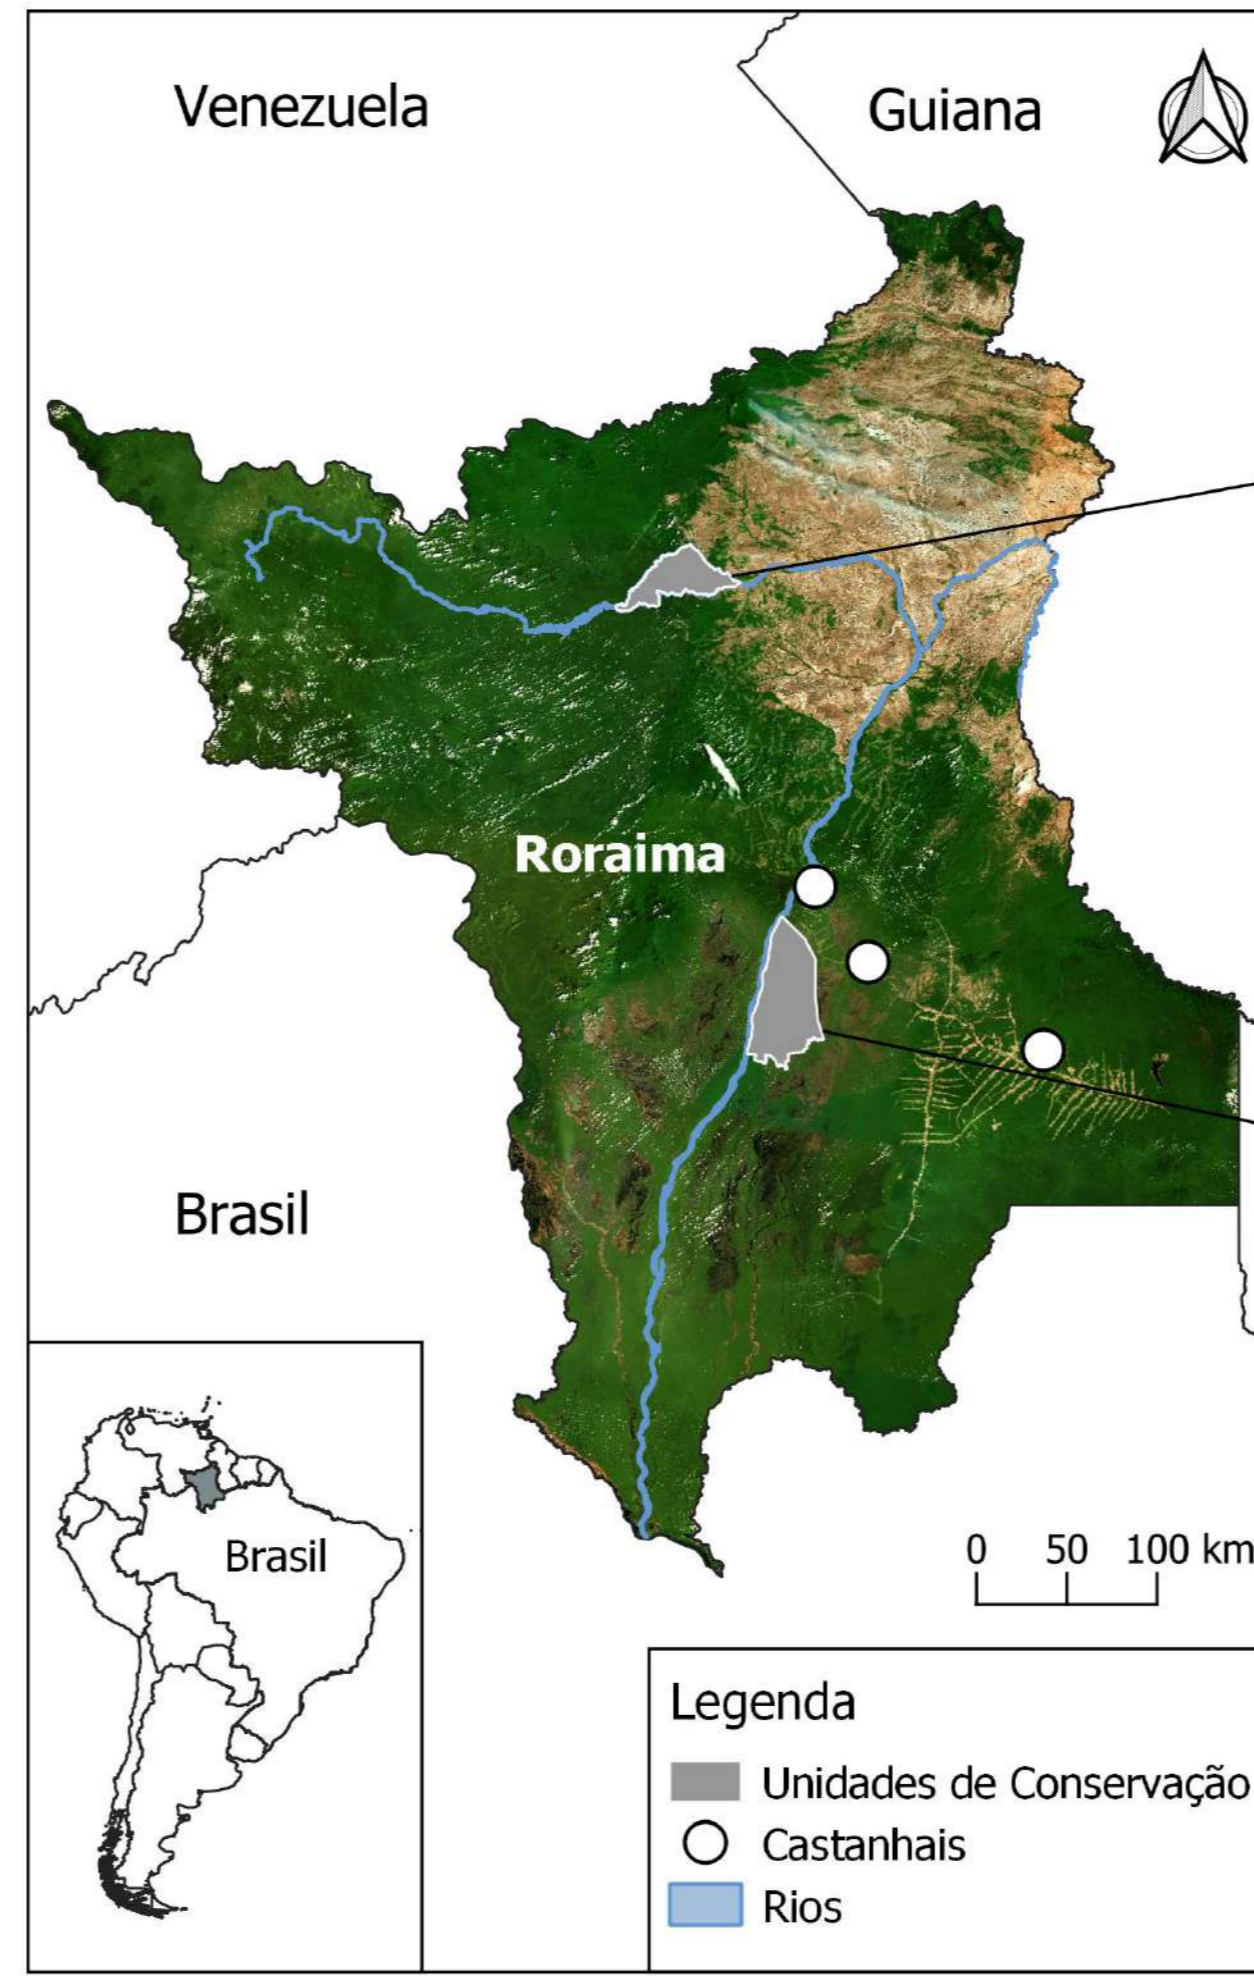 Venezuela
Guiana
Roraima
Brasil
Brasil
0 50 100 km
Legenda
Unidades de Conservação
Castanhais
Rios